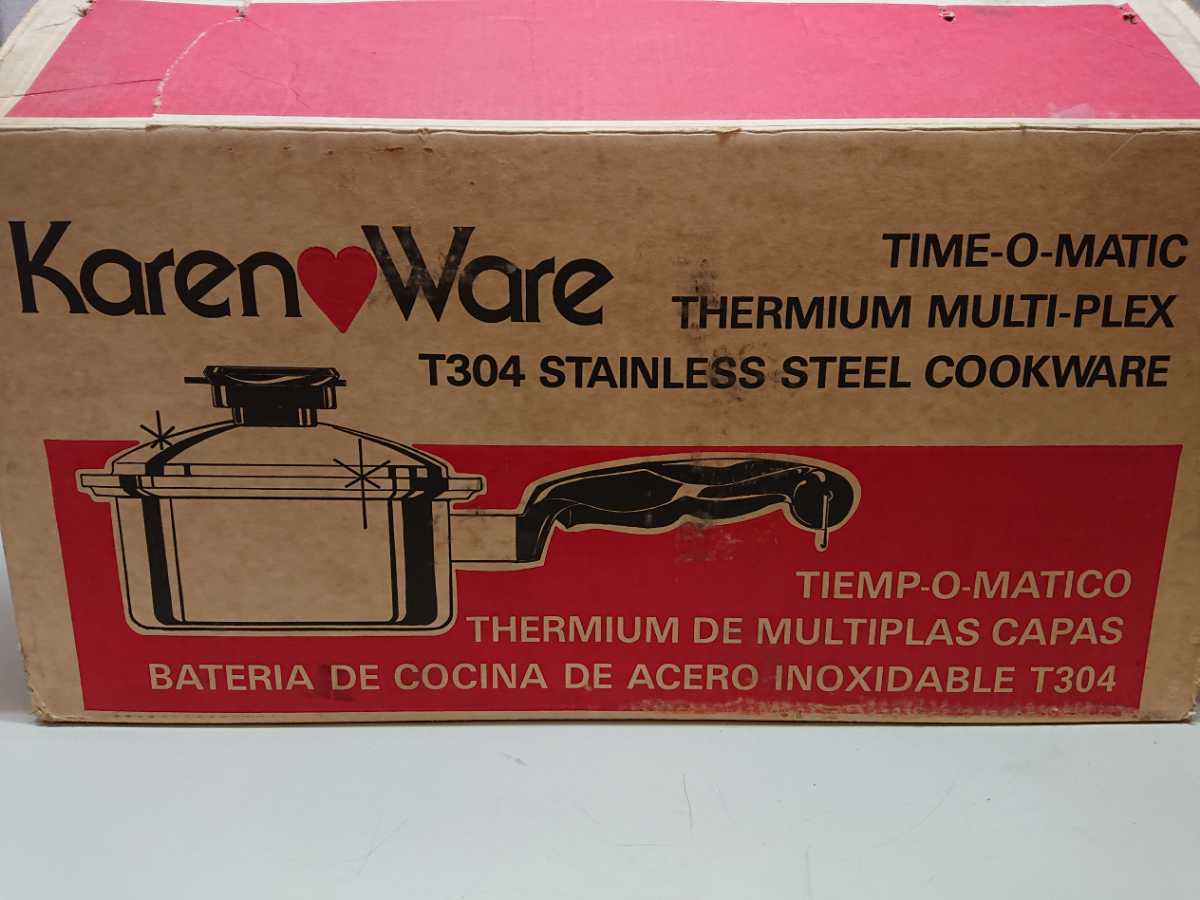 Karen♥Ware
TIME-O-MATIC
THERMIUM MULTI-PLEX
T304 STAINLESS STEEL COOKWARE
TIEMP-O-MATICO
THERMIUM DE MULTIPLAS CAPAS
BATERIA DE COCINA DE ACERO INOXIDABLE T304